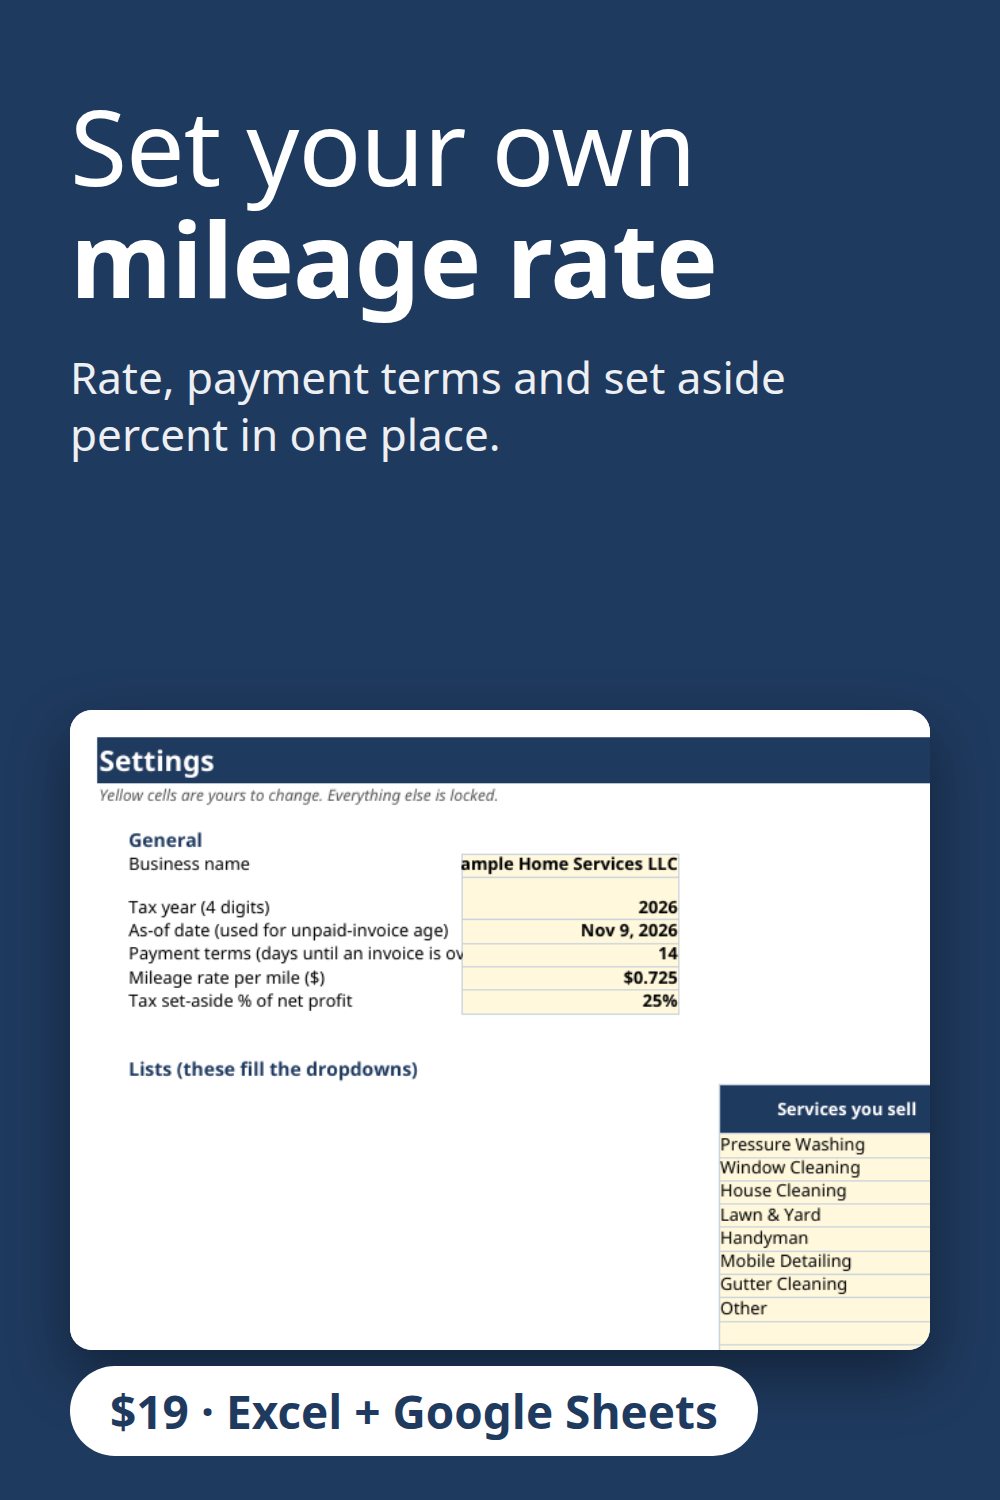 Set your own
mileage rate
Rate, payment terms and set aside
percent in one place.
Settings
Yellow cells are yours to change. Everything else is locked.
General
Business name ample Home Services LLC
Tax year (4 digits) 2026
As-of date (used for unpaid-invoice age) Nov 9, 2026
Payment terms (days until an invoice is ov 14
Mileage rate per mile ($) $0.725
Tax set-aside % of net profit 25%
Lists (these fill the dropdowns)
Services you sell
Pressure Washing
Window Cleaning
House Cleaning
Lawn & Yard
Handyman
Mobile Detailing
Gutter Cleaning
Other
$19 · Excel + Google Sheets